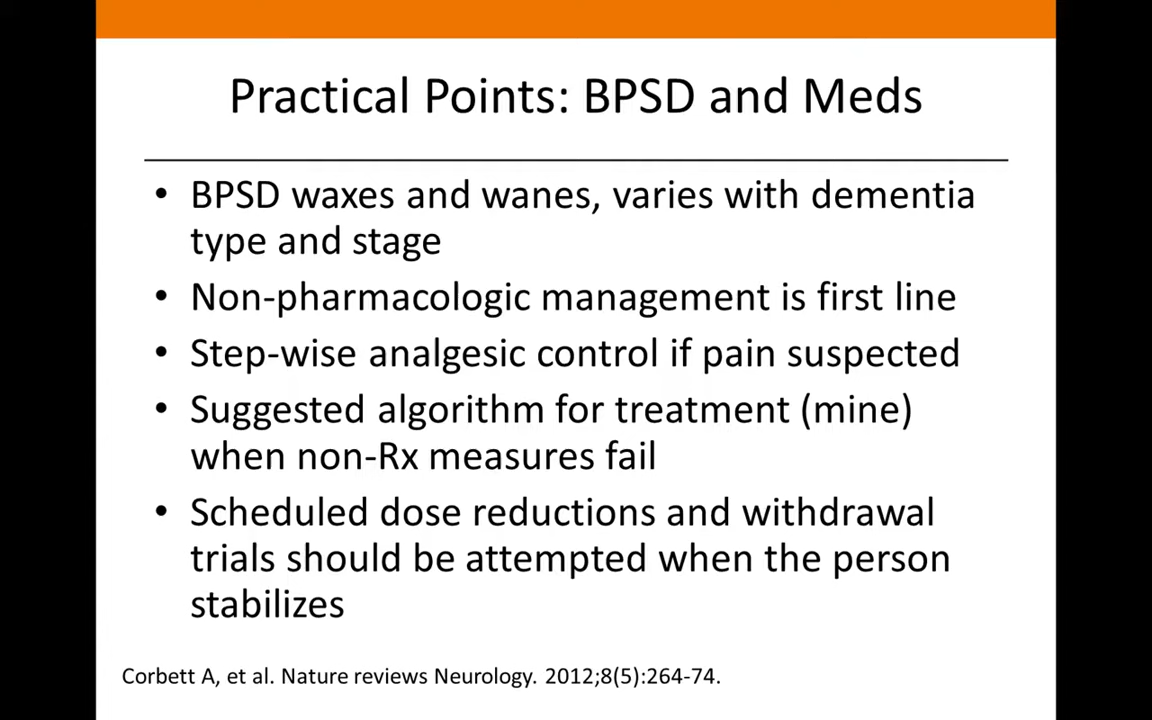 Practical Points: BPSD and Meds
• BPSD waxes and wanes, varies with dementia
type and stage
• Non-pharmacologic management is first line
• Step-wise analgesic control if pain suspected
• Suggested algorithm for treatment (mine)
when non-Rx measures fail
• Scheduled dose reductions and withdrawal
trials should be attempted when the person
stabilizes
Corbett A, et al. Nature reviews Neurology. 2012;8(5):264-74.